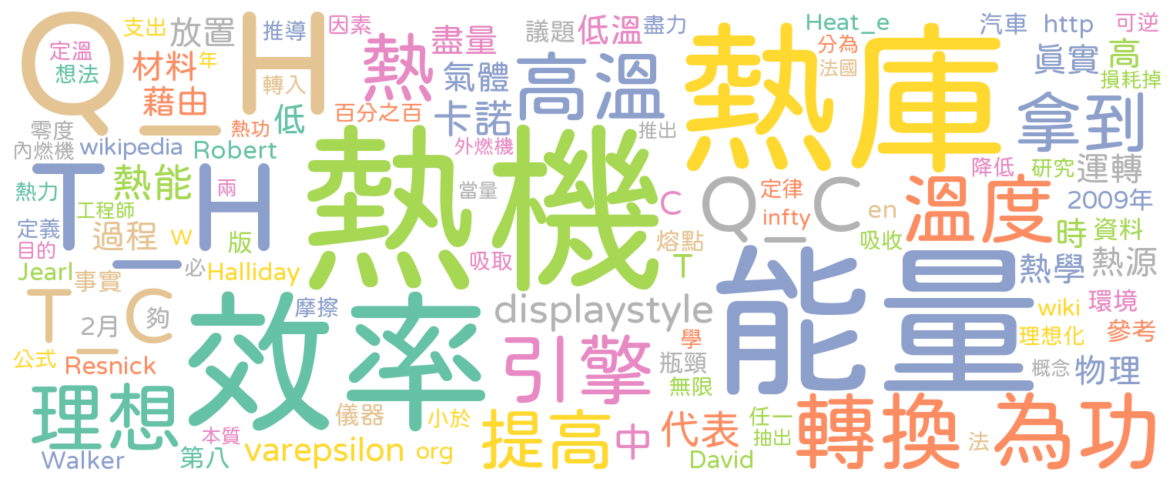 Q_H
支出
放置
推導
因素
熱
盡量
議題
低溫
盡力
Heat_e
汽車
http
可逆
定溫
想法
材料
年
轉入
氣體
高溫
熱庫
分為
法國
眞實
高
損耗掉
藉由
熱功
低
百分之百
卡諾
推出
拿到
零度
內燃機
wikipedia
Robert
外燃機
熱機
降低
研究
運轉
熱力
T_H
熱能
兩
當量
C
Q_C
定律
infty
en
溫度
2009年
定義
目的
工程師
過程
W
版
吸取
熔點
T
吸收
時
資料
Jearl
事實
必
Halliday
能量
熱學
熱源
T_C
2月
夠
效率
摩擦
displaystyle
wiki
環境
理想化
參考
公式
Resnick
引擎
學
瓶頸
無限
概念
物理
理想
儀器
小於
提高
中
代表
任一
抽出
轉換
法
為功
本質
Walker
第八
varepsilon
org
David